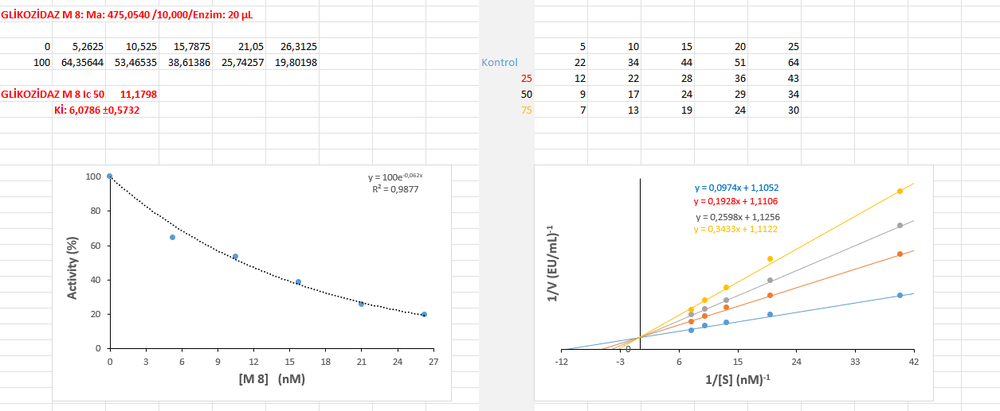 GLİKOZİDAZ M 8: Ma: 475,0540 /10,000/Enzim: 20 µL
0 5,2625 10,525 15,7875 21,05 26,3125
100 64,35644 53,46535 38,61386 25,74257 19,80198
GLİKOZİDAZ M 8 Ic 50 11,1798
Kİ: 6,0786 ±0,5732
5 10 15 20 25
Kontrol 22 34 44 51 64
25 12 22 28 36 43
50 9 17 24 29 34
75 7 13 19 24 30
y = 100e^-0,062x
R² = 0,9877
100
80
60
40
20
0
Activity (%)
0 3 6 9 12 15 18 21 24 27
[M 8] (nM)
y = 0,0974x + 1,1052
y = 0,1928x + 1,1106
y = 0,2598x + 1,1256
y = 0,3433x + 1,1122
1/V (EU/mL)⁻¹
0
-12 -3 6 15 24 33 42
1/[S] (nM)⁻¹